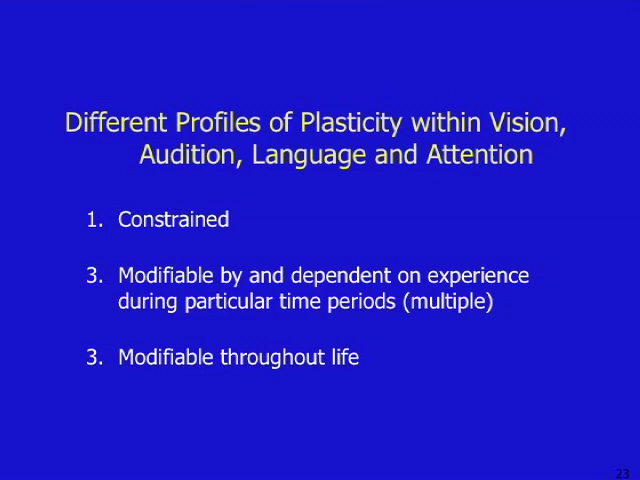 Different Profiles of Plasticity within Vision,
Audition, Language and Attention
1. Constrained
3. Modifiable by and dependent on experience
during particular time periods (multiple)
3. Modifiable throughout life
23